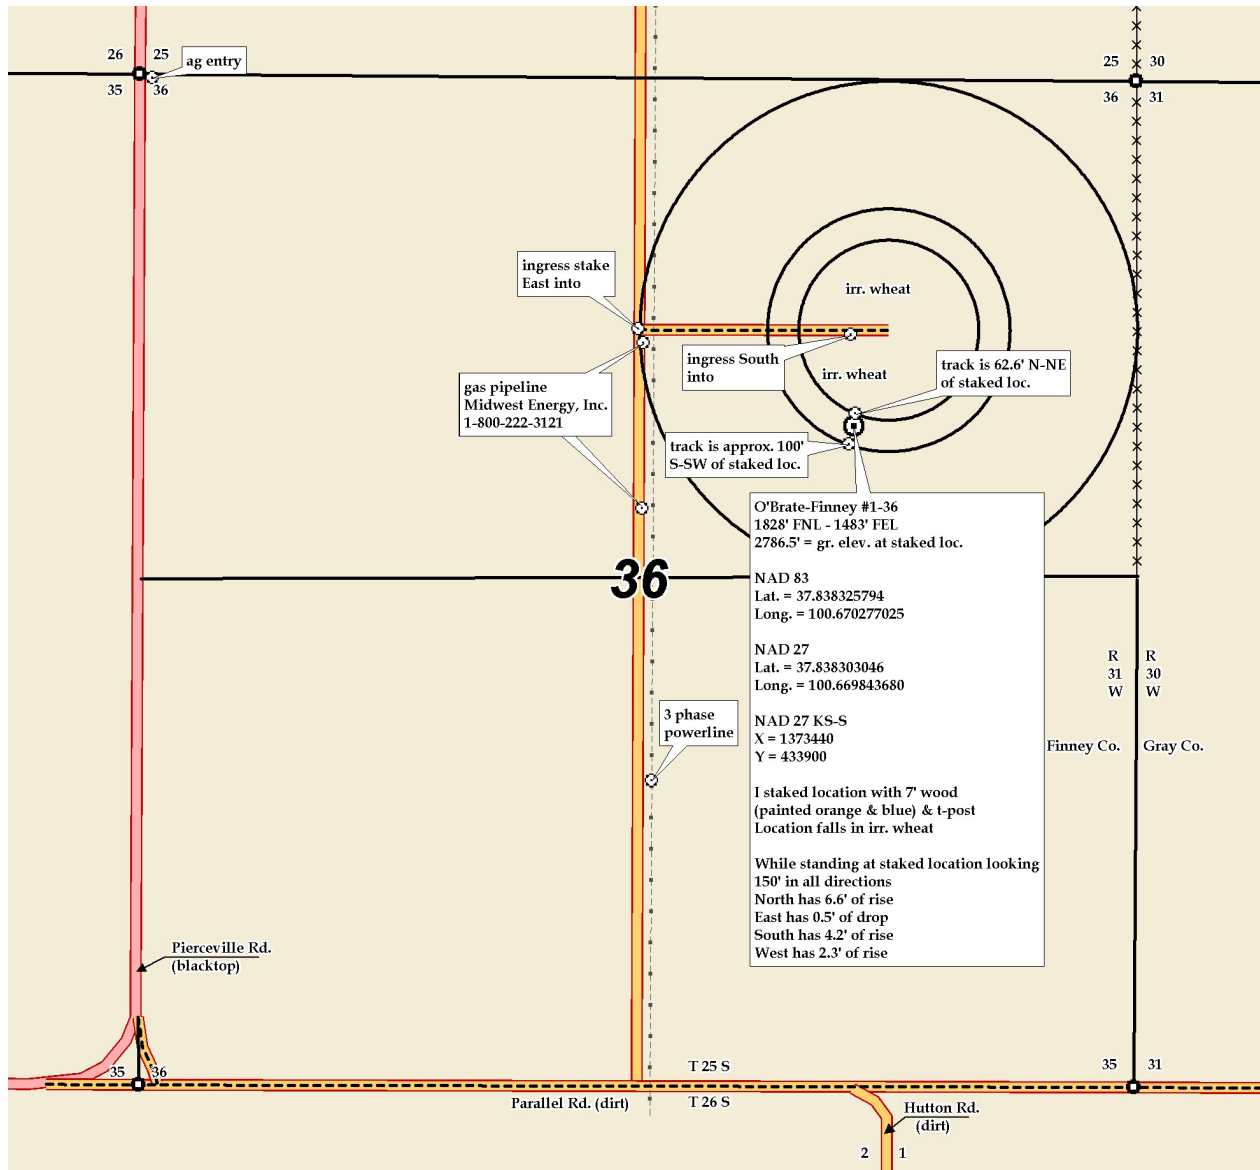 26 25
35 36
ag entry
25 30
36 31
ingress stake
East into
irr. wheat
ingress South
into
irr. wheat
track is 62.6' N-NE
of staked loc.
gas pipeline
Midwest Energy, Inc.
1-800-222-3121
track is approx. 100'
S-SW of staked loc.
O'Brate-Finney #1-36
1828' FNL - 1483' FEL
2786.5' = gr. elev. at staked loc.
NAD 83
Lat. = 37.838325794
Long. = 100.670277025
NAD 27
Lat. = 37.838303046
Long. = 100.669843680
NAD 27 KS-S
X = 1373440
Y = 433900
I staked location with 7' wood
(painted orange & blue) & t-post
Location falls in irr. wheat
While standing at staked location looking
150' in all directions
North has 6.6' of rise
East has 0.5' of drop
South has 4.2' of rise
West has 2.3' of rise
36
R R
31 30
W W
3 phase
powerline
Finney Co. Gray Co.
Pierceville Rd.
(blacktop)
35 36
T 25 S
35 31
Parallel Rd. (dirt)
T 26 S
Hutton Rd.
(dirt)
2 1